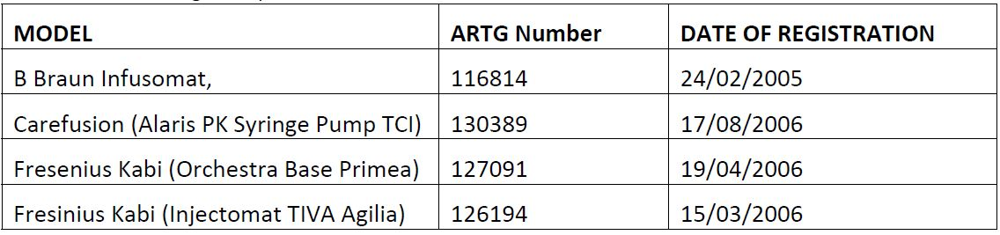 MODEL ARTG Number DATE OF REGISTRATION
B Braun Infusomat, 116814 24/02/2005
Carefusion (Alaris PK Syringe Pump TCI) 130389 17/08/2006
Fresenius Kabi (Orchestra Base Primea) 127091 19/04/2006
Fresinius Kabi (Injectomat TIVA Agilia) 126194 15/03/2006